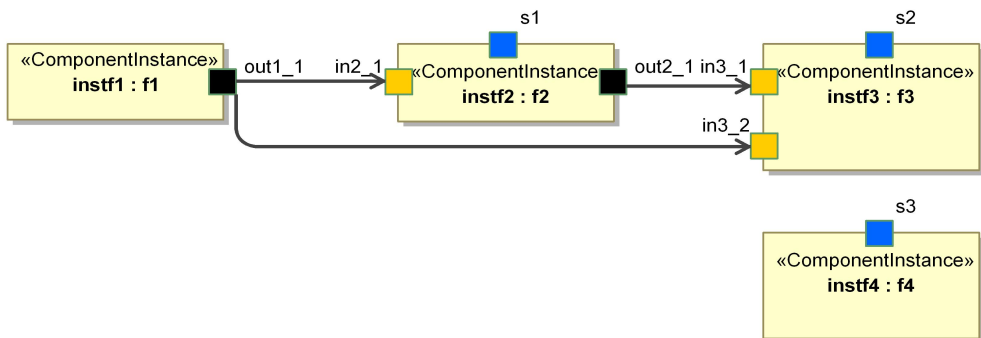 s1
s2
«ComponentInstance»
instf1 : f1
out1_1
in2_1
«ComponentInstance
instf2 : f2
out2_1
in3_1
«ComponentInstance»
instf3 : f3
in3_2
s3
«ComponentInstance»
instf4 : f4